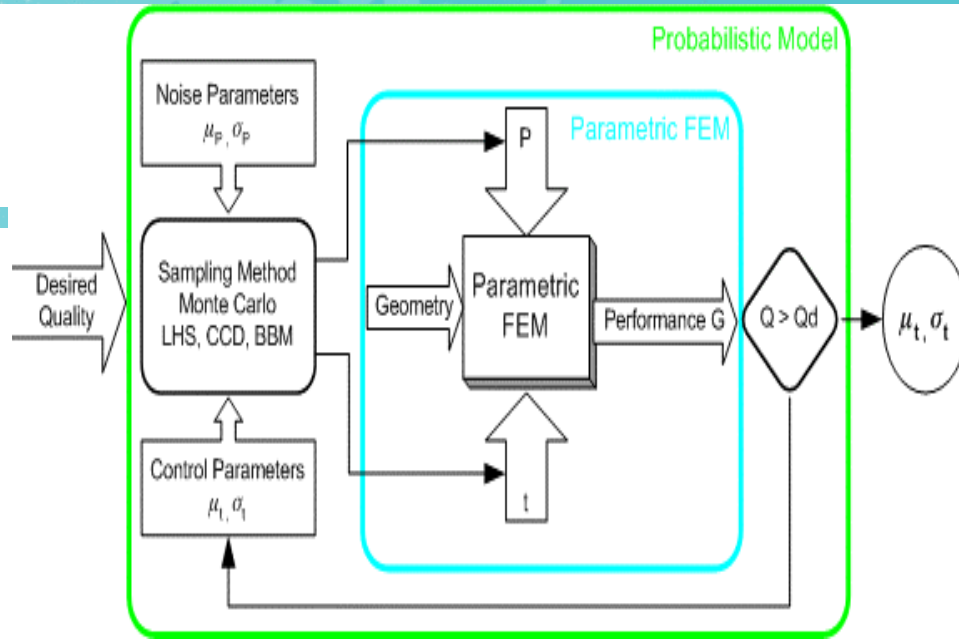 Probabilistic Model
Noise Parameters
μP, σP
Parametric FEM
P
Desired
Quality
Sampling Method
Monte Carlo
LHS, CCD, BBM
Geometry
Parametric
FEM
Performance G
Q > Qd
μt, σt
Control Parameters
μt, σt
t